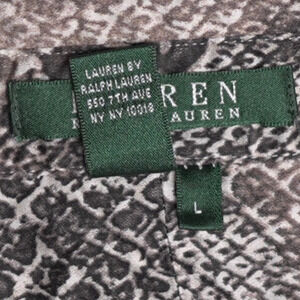 LAUREN BY
RALPH LAUREN
550 7TH AVE
NY NY 10018
REN
LAUREN
L